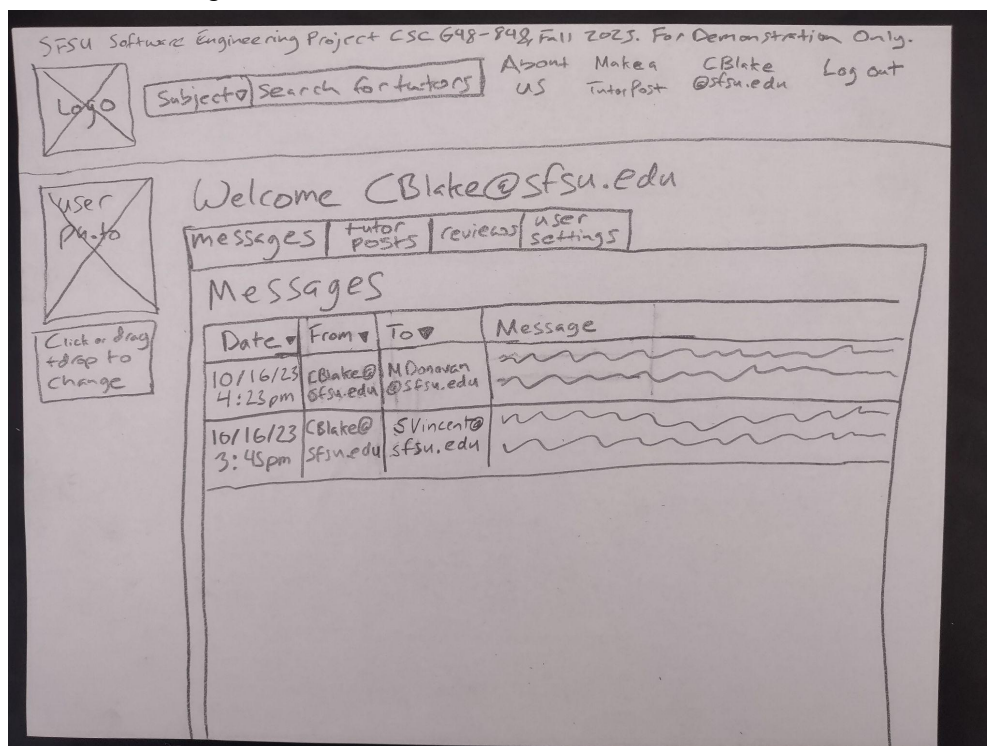 SFSU Software Engineering Project CSC 648-848, Fall 2023. For Demonstration Only.
Logo
Subject Search for tutors
About us
Make a Tutor Post
CBlake @sfsu.edu
Log out
user photo
Click or drag +drop to change
Welcome CBlake@sfsu.edu
messages | tutor posts | reviews | user settings
Messages
Date From To Message
10/16/23 4:23pm CBlake@sfsu.edu MDonavan @sfsu.edu
10/16/23 3:45pm CBlake@sfsu.edu SVincent@sfsu.edu